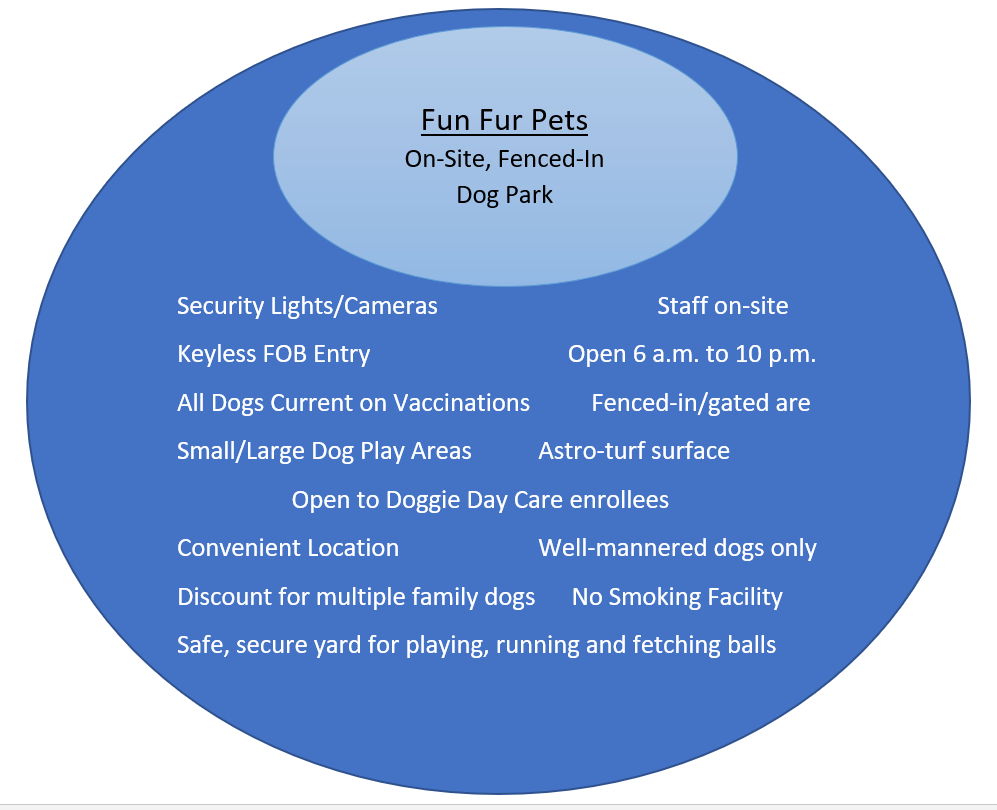 Fun Fur Pets
On-Site, Fenced-In
Dog Park
Security Lights/Cameras Staff on-site
Keyless FOB Entry Open 6 a.m. to 10 p.m.
All Dogs Current on Vaccinations Fenced-in/gated are
Small/Large Dog Play Areas Astro-turf surface
Open to Doggie Day Care enrollees
Convenient Location Well-mannered dogs only
Discount for multiple family dogs No Smoking Facility
Safe, secure yard for playing, running and fetching balls